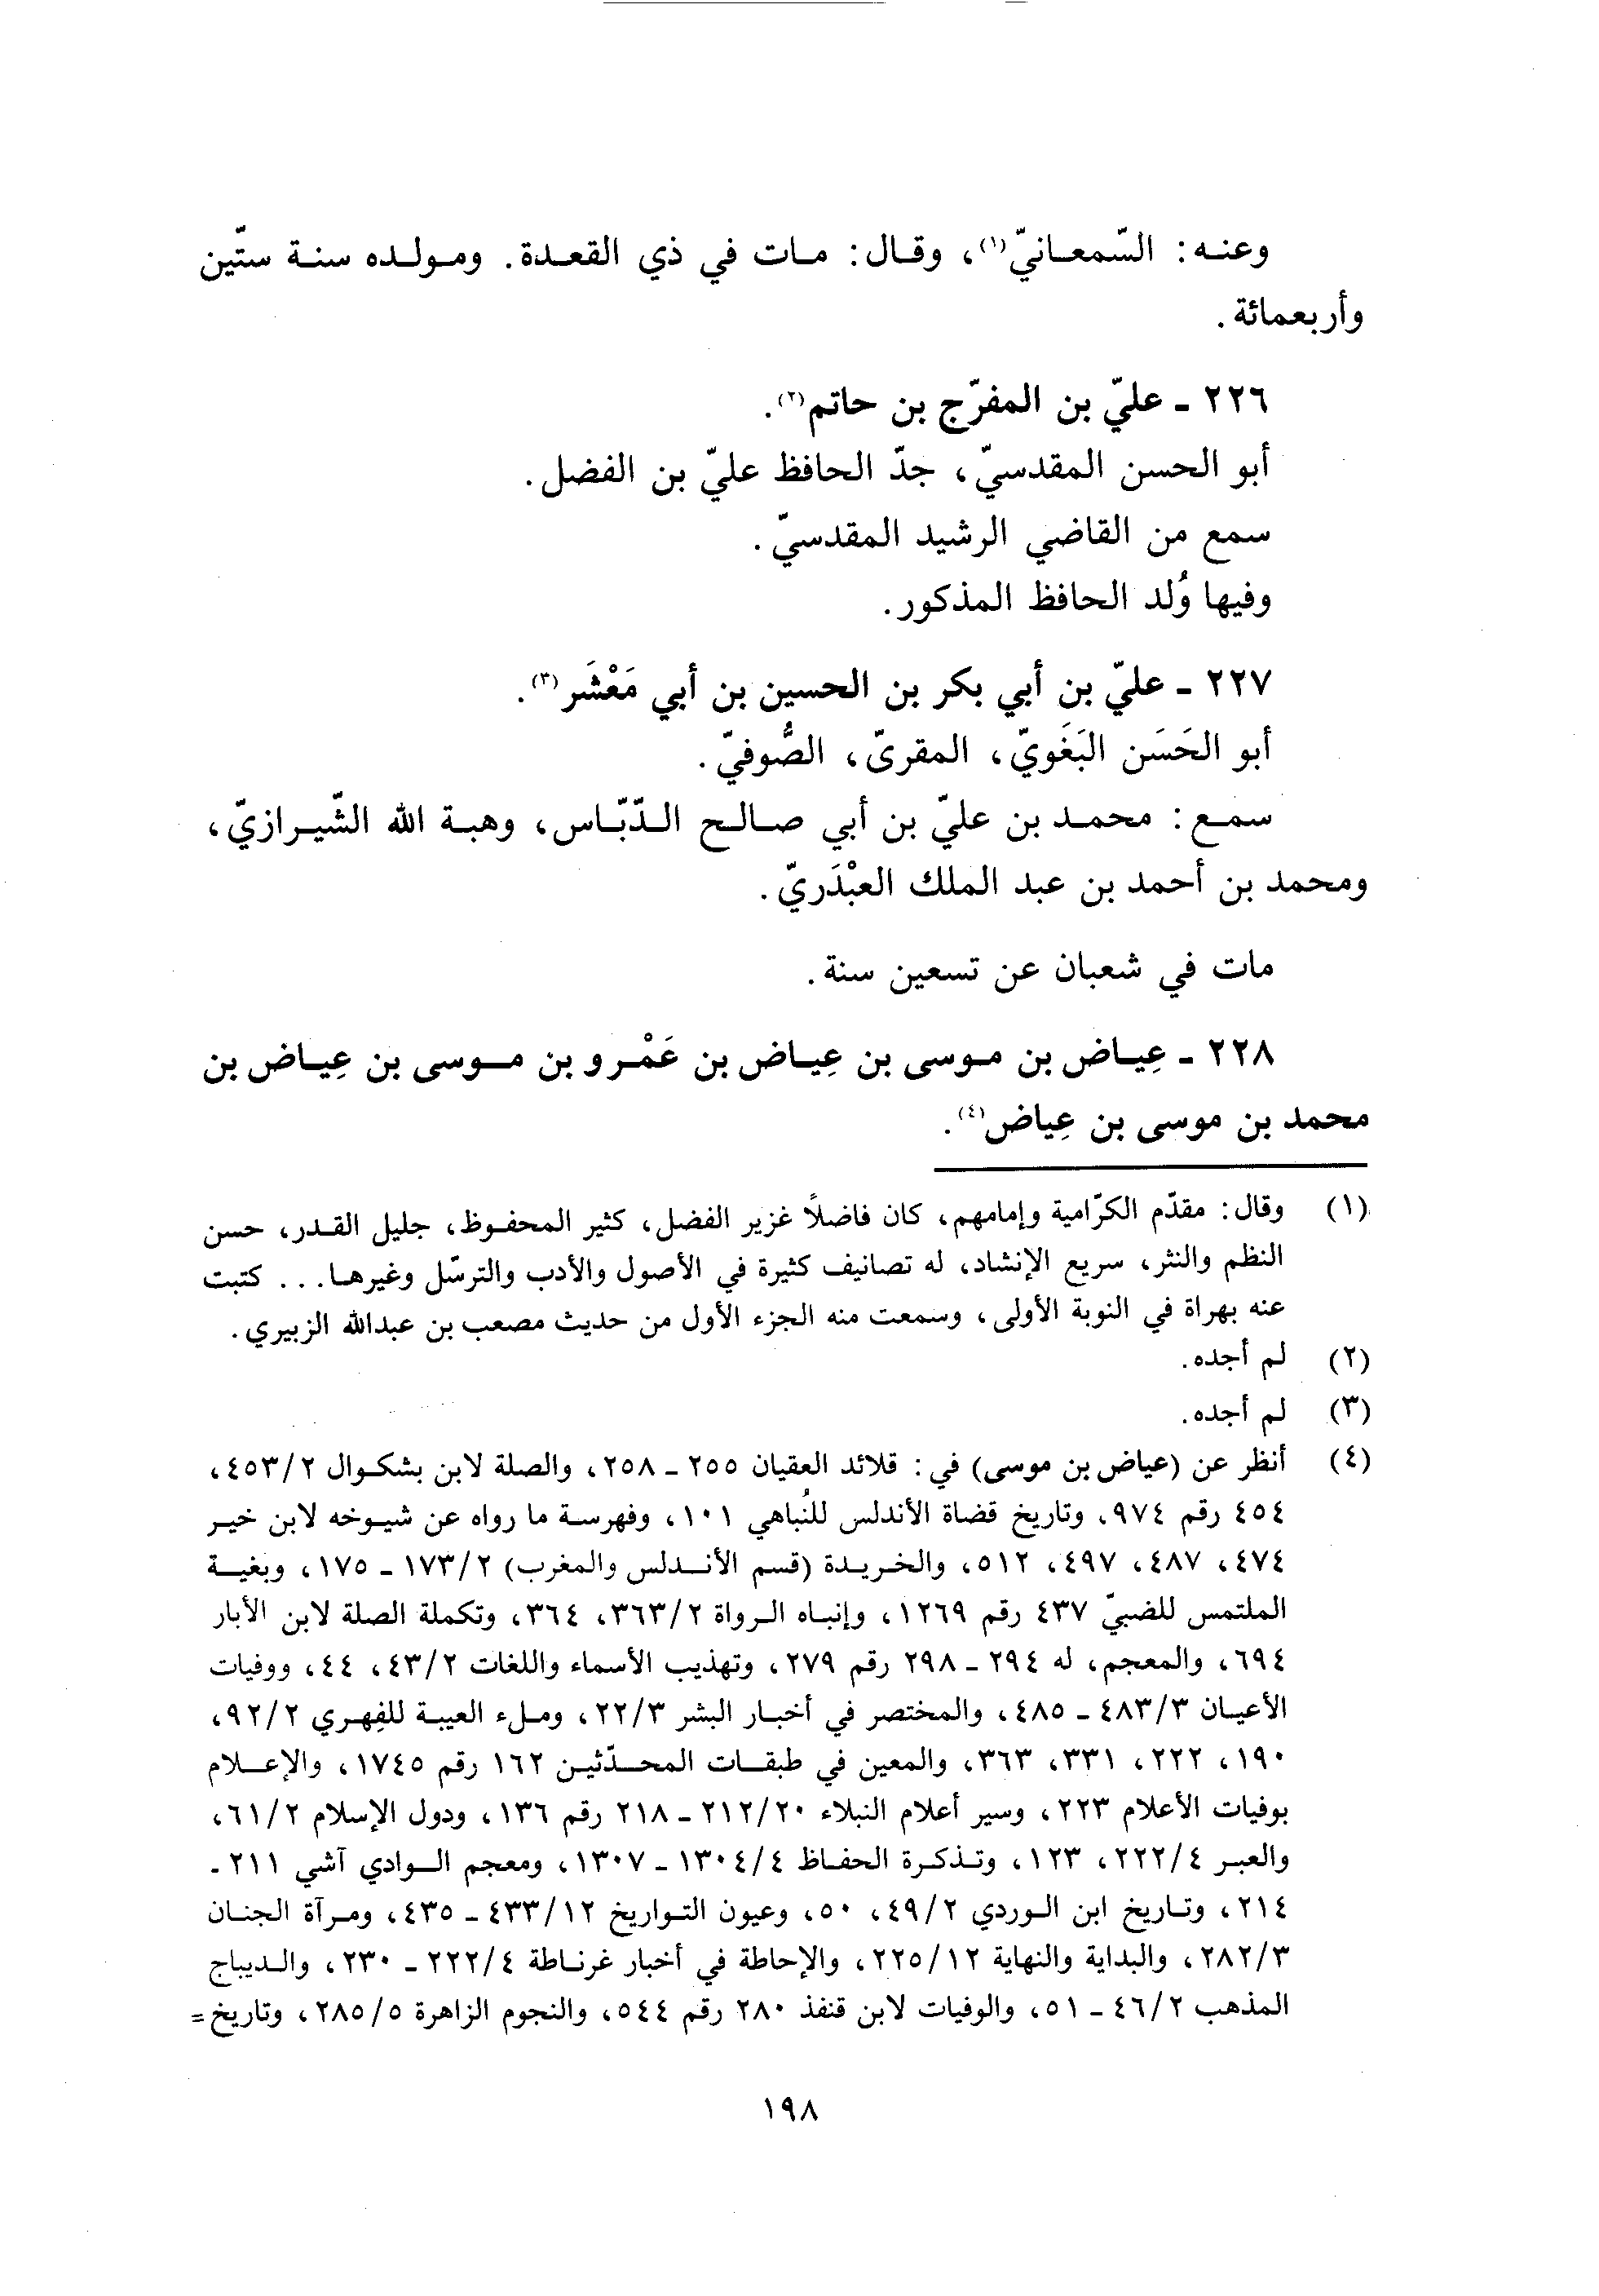 وعنه: السّمعانيّ(١)، وقال: مات في ذي القعدة. ومولده سنة ستّين
وأربعمائة.
٢٢٦ ـ عليّ بن المفرّج بن حاتم(٢).
أبو الحسن المقدسيّ، جدّ الحافظ عليّ بن الفضل.
سمع من القاضي الرشيد المقدسيّ.
وفيها وُلد الحافظ المذكور.
٢٢٧ ـ عليّ بن أبي بكر بن الحسين بن أبي مَعْشَر(٣).
أبو الحَسَن البَغَويّ، المقرىّ، الصُّوفيّ.
سمع: محمد بن عليّ بن أبي صالح الدّبّاس، وهبة الله الشّيرازيّ،
ومحمد بن أحمد بن عبد الملك العبْدَريّ.
مات في شعبان عن تسعين سنة.
٢٢٨ ـ عِياض بن موسى بن عِياض بن عَمْرو بن موسى بن عِياض بن
محمد بن موسى بن عِياض(٤).
(١) وقال: مقدّم الكرّامية وإمامهم، كان فاضلاً غزير الفضل، كثير المحفوظ، جليل القدر، حسن
النظم والنثر، سريع الإنشاد، له تصانيف كثيرة في الأصول والأدب والترسّل وغيرها... كتبت
عنه بهراة في النوبة الأولى، وسمعت منه الجزء الأول من حديث مصعب بن عبدالله الزبيري.
(٢) لم أجده.
(٣) لم أجده.
(٤) أنظر عن (عياض بن موسى) في: قلائد العقيان ٢٥٥ ـ ٢٥٨، والصلة لابن بشكوال ٤٥٣/٢،
٤٥٤ رقم ٩٧٤، وتاريخ قضاة الأندلس للنُباهي ١٠١، وفهرسة ما رواه عن شيوخه لابن خير
٤٧٤، ٤٨٧، ٤٩٧، ٥١٢، والخريدة (قسم الأندلس والمغرب) ١٧٣/٢ ـ ١٧٥، وبغية
الملتمس للضبيّ ٤٣٧ رقم ١٢٦٩، وإنباه الرواة ٣٦٣/٢، ٣٦٤، وتكملة الصلة لابن الأبار
٦٩٤، والمعجم، له ٢٩٤ ـ ٢٩٨ رقم ٢٧٩، وتهذيب الأسماء واللغات ٤٣/٢، ٤٤، ووفيات
الأعيان ٤٨٣/٣ ـ ٤٨٥، والمختصر في أخبار البشر ٢٢/٣، وملء العيبة للفِهري ٩٢/٢،
١٩٠، ٢٢٢، ٣٣١، ٣٦٣، والمعين في طبقات المحدّثين ١٦٢ رقم ١٧٤٥، والإعلام
بوفيات الأعلام ٢٢٣، وسير أعلام النبلاء ٢١٢/٢٠ ـ ٢١٨ رقم ١٣٦، ودول الإسلام ٦١/٢،
والعبر ٢٢٢/٤، ١٢٣، وتذكرة الحفاظ ١٣٠٤/٤ ـ ١٣٠٧، ومعجم الوادي آشي ٢١١ ـ
٢١٤، وتاريخ ابن الوردي ٤٩/٢، ٥٠، وعيون التواريخ ٤٣٣/١٢ ـ ٤٣٥، ومرآة الجنان
٢٨٢/٣، والبداية والنهاية ٢٢٥/١٢، والإحاطة في أخبار غرناطة ٢٢٢/٤ ـ ٢٣٠، والديباج
المذهب ٤٦/٢ ـ ٥١، والوفيات لابن قنفذ ٢٨٠ رقم ٥٤٤، والنجوم الزاهرة ٢٨٥/٥، وتاريخ=
١٩٨